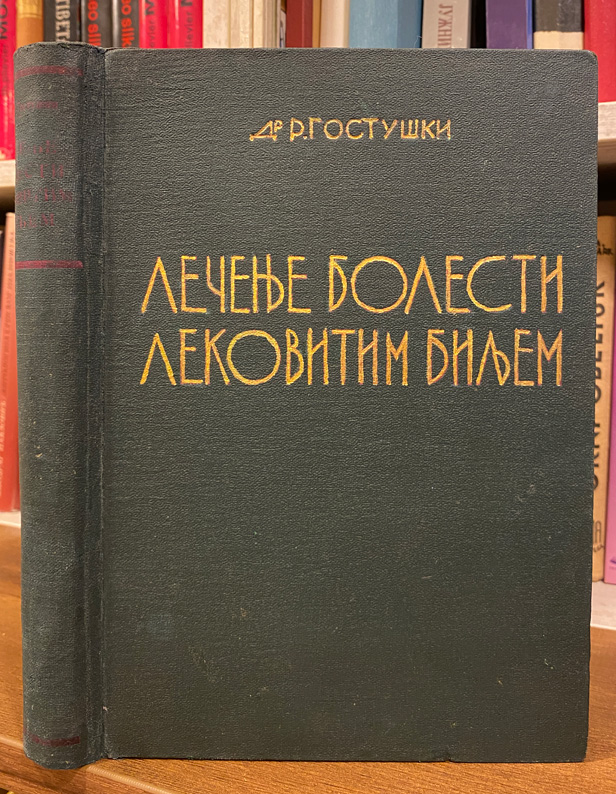 Др Р. ГОСТУШКИ
ЛЕЧЕЊЕ БОЛЕСТИ
ЛЕКОВИТИМ БИЉЕМ